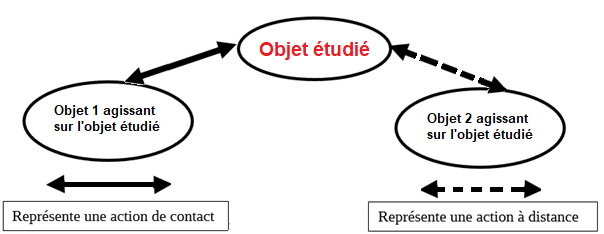 Objet étudié
Objet 1 agissant
sur l'objet étudié
Objet 2 agissant
sur l'objet étudié
Représente une action de contact
Représente une action à distance